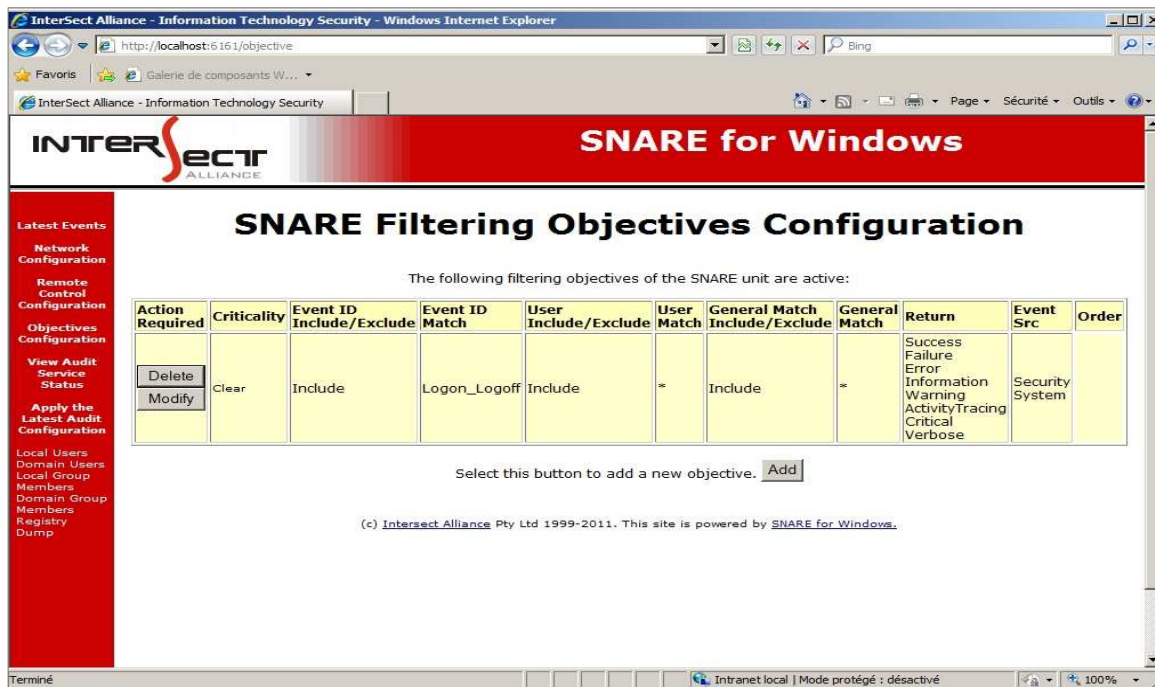 InterSect Alliance - Information Technology Security - Windows Internet Explorer
http://localhost:6161/objective
Bing
Favoris
Galerie de composants W...
InterSect Alliance - Information Technology Security
Page
Sécurité
Outils
INTERSECT
ALLIANCE
SNARE for Windows
Latest Events
Network
Configuration
Remote
Control
Configuration
Objectives
Configuration
View Audit
Service
Status
Apply the
Latest Audit
Configuration
Local Users
Domain Users
Local Group
Members
Domain Group
Members
Registry
Dump
SNARE Filtering Objectives Configuration
The following filtering objectives of the SNARE unit are active:
Action Required
Criticality
Event ID Include/Exclude
Event ID Match
User Include/Exclude
User Match
General Match Include/Exclude
General Match
Return
Event Src
Order
Delete
Modify
Clear
Include
Logon_Logoff
Include
*
Include
*
Success
Failure
Error
Information
Warning
ActivityTracing
Critical
Verbose
Security
System
Select this button to add a new objective. Add
(c) Intersect Alliance Pty Ltd 1999-2011. This site is powered by SNARE for Windows.
Terminé
Intranet local | Mode protégé : désactivé
100%